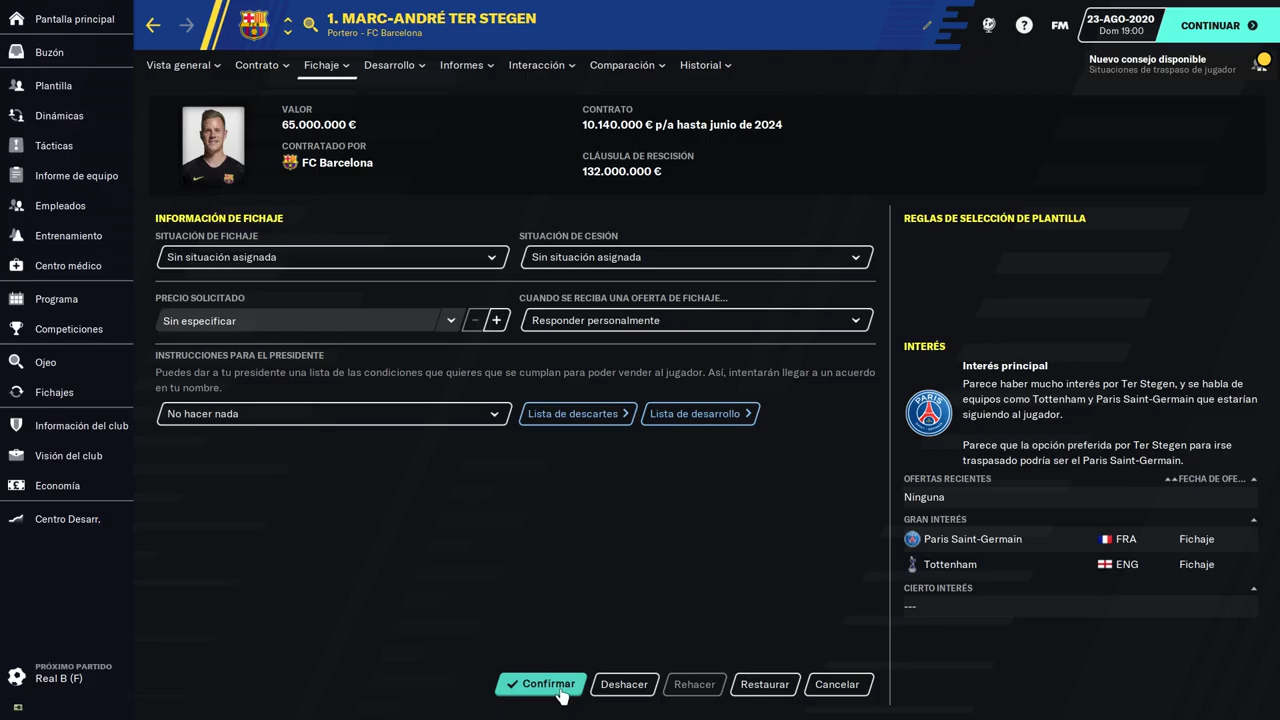 Pantalla principal
Buzón
Plantilla
Dinámicas
Tácticas
Informe de equipo
Empleados
Entrenamiento
Centro médico
Programa
Competiciones
Ojeo
Fichajes
Información del club
Visión del club
Economía
Centro Desarr.
PRÓXIMO PARTIDO
Real B (F)
1. MARC-ANDRÉ TER STEGEN
Portero - FC Barcelona
FM
23-AGO-2020
Dom 19:00
CONTINUAR
Vista general
Contrato
Fichaje
Desarrollo
Informes
Interacción
Comparación
Historial
Nuevo consejo disponible
Situaciones de traspaso de jugador
VALOR
65.000.000 €
CONTRATADO POR
FC Barcelona
CONTRATO
10.140.000 € p/a hasta junio de 2024
CLÁUSULA DE RESCISIÓN
132.000.000 €
INFORMACIÓN DE FICHAJE
SITUACIÓN DE FICHAJE
Sin situación asignada
SITUACIÓN DE CESIÓN
Sin situación asignada
PRECIO SOLICITADO
Sin especificar
CUANDO SE RECIBA UNA OFERTA DE FICHAJE...
Responder personalmente
INSTRUCCIONES PARA EL PRESIDENTE
Puedes dar a tu presidente una lista de las condiciones que quieres que se cumplan para poder vender al jugador. Así, intentarán llegar a un acuerdo
en tu nombre.
No hacer nada
Lista de descartes
Lista de desarrollo
REGLAS DE SELECCIÓN DE PLANTILLA
INTERÉS
Interés principal
Parece haber mucho interés por Ter Stegen, y se habla de
equipos como Tottenham y Paris Saint-Germain que estarían
siguiendo al jugador.
Parece que la opción preferida por Ter Stegen para irse
traspasado podría ser el Paris Saint-Germain.
OFERTAS RECIENTES FECHA DE OFE...
Ninguna
GRAN INTERÉS
Paris Saint-Germain FRA Fichaje
Tottenham ENG Fichaje
CIERTO INTERÉS
---
Confirmar
Deshacer
Rehacer
Restaurar
Cancelar